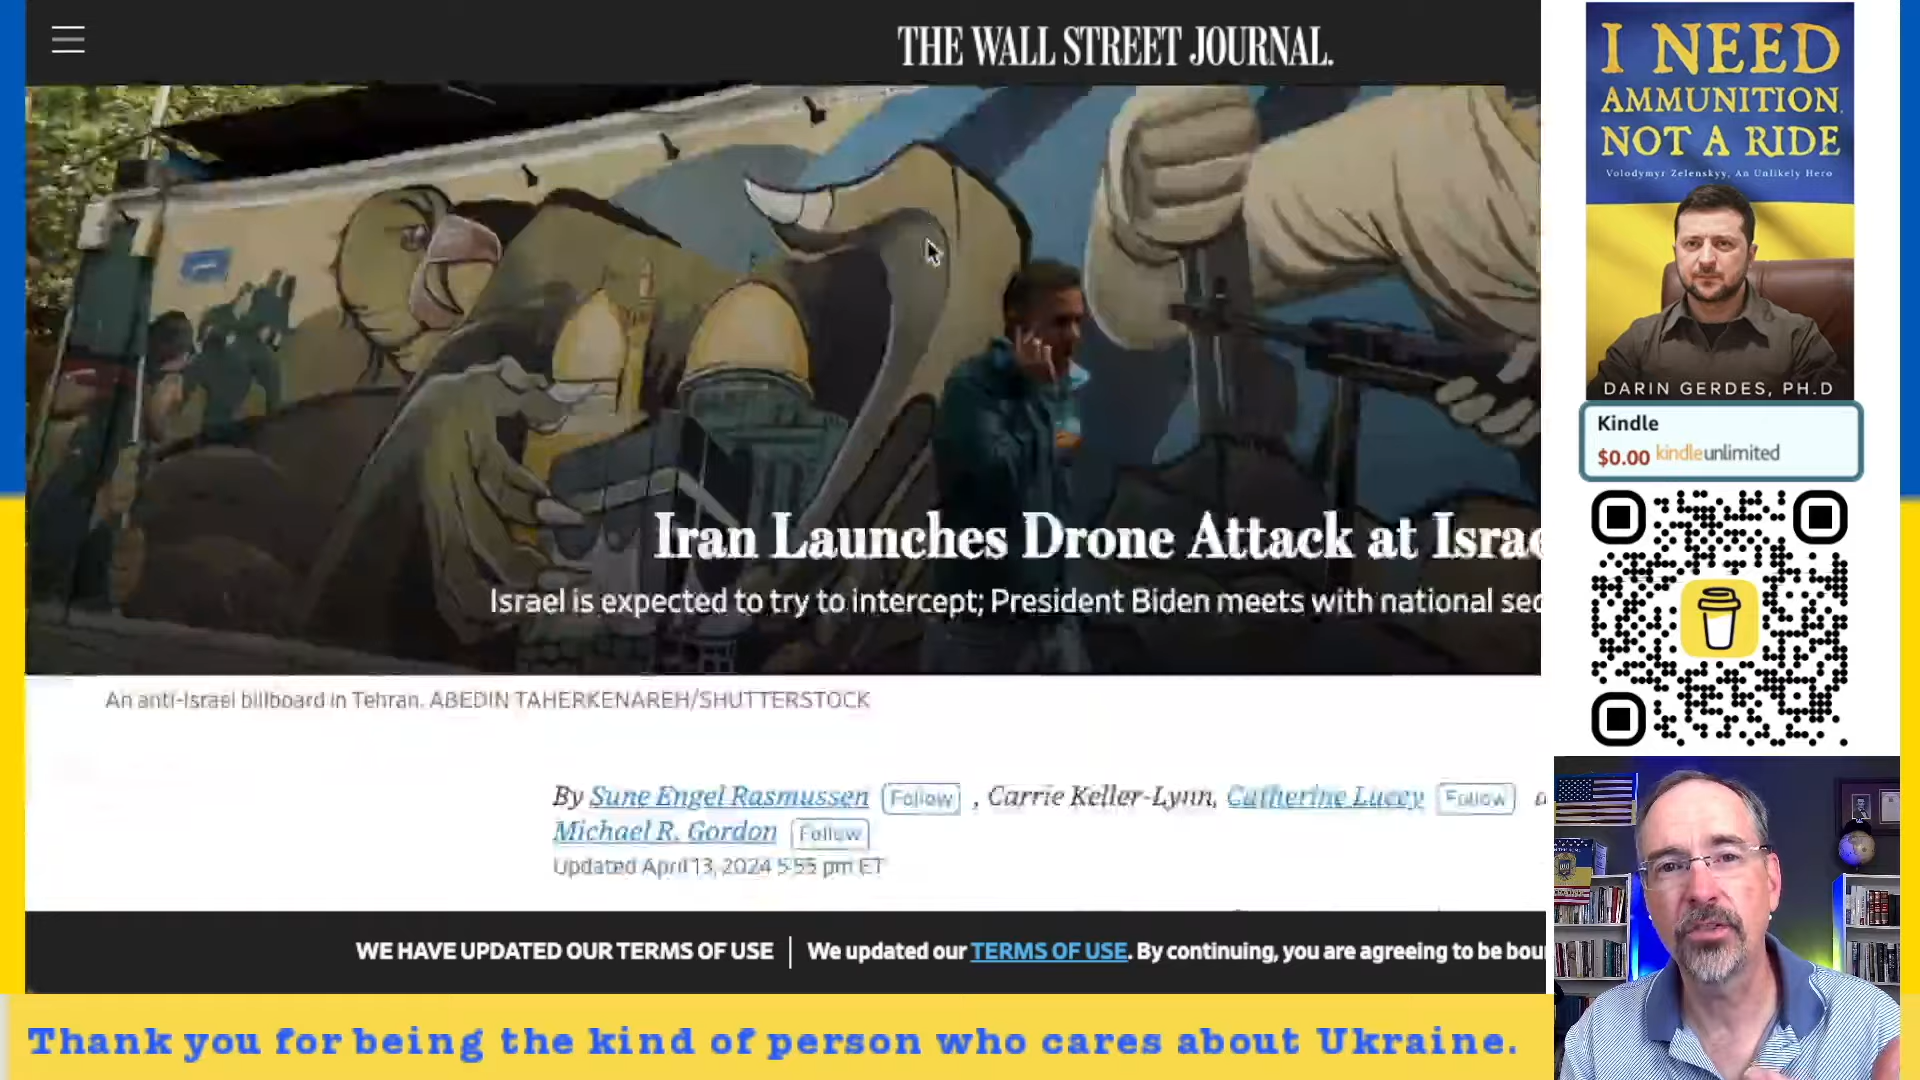 THE WALL STREET JOURNAL.
Iran Launches Drone Attack at Israe
Israel is expected to try to intercept; President Biden meets with national sec
An anti-Israel billboard in Tehran. ABEDIN TAHERKENAREH/SHUTTERSTOCK
By Sune Engel Rasmussen Follow , Carrie Keller-Lynn, Catherine Lucey Follow
Michael R. Gordon Follow
Updated April 13, 2024 5:55 pm ET
WE HAVE UPDATED OUR TERMS OF USE | We updated our TERMS OF USE. By continuing, you are agreeing to be bou
Thank you for being the kind of person who cares about Ukraine.
I NEED
AMMUNITION,
NOT A RIDE
Volodymyr Zelenskyy, An Unlikely Hero
DARIN GERDES, PH.D
Kindle
$0.00 kindleunlimited